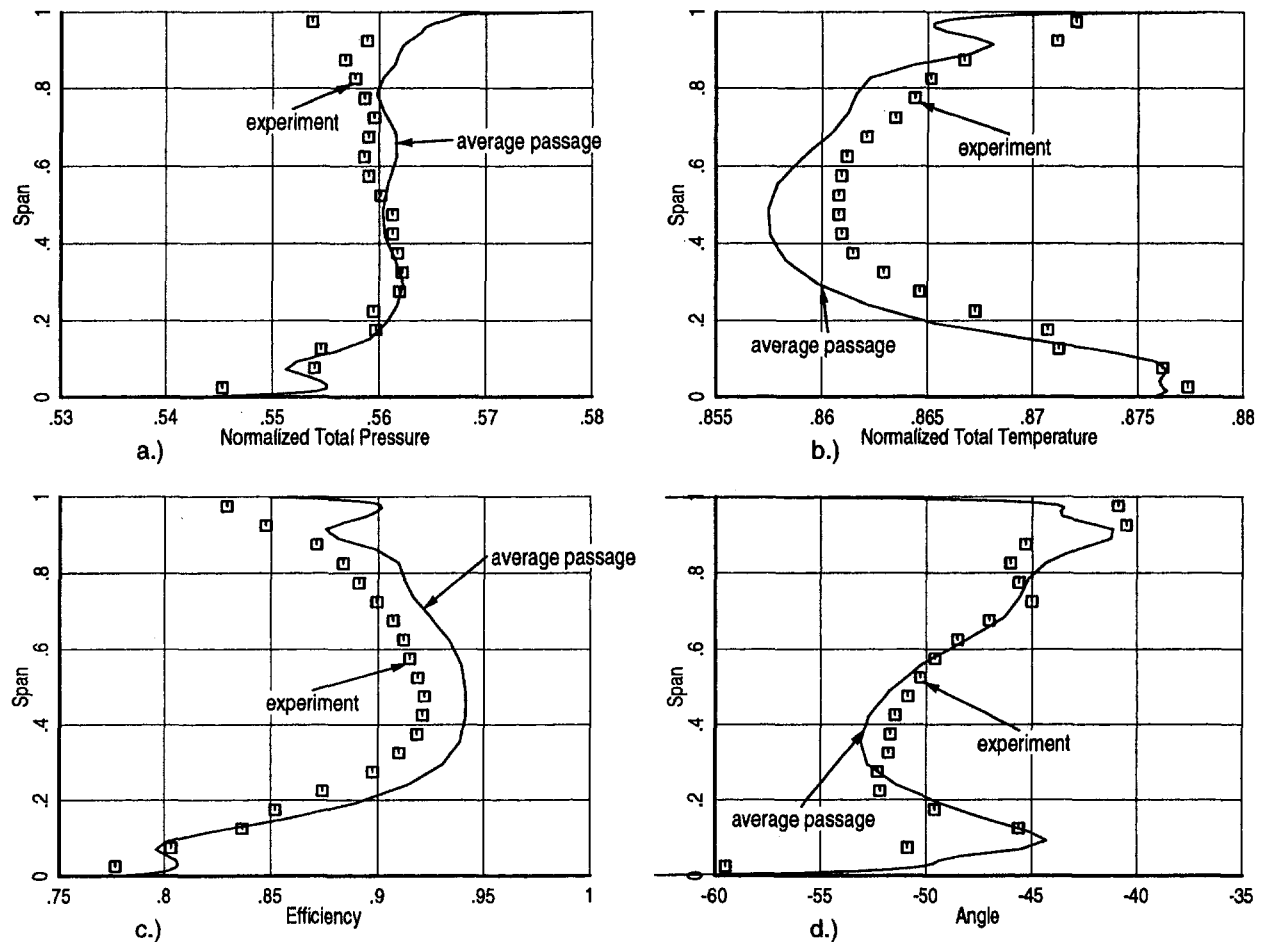 1
.8
.6
.4
.2
0
Span
experiment
average passage
.53
.54
.55
.56
.57
.58
Normalized Total Pressure
a.)
1
.8
.6
.4
.2
0
Span
experiment
average passage
.855
.86
.865
.87
.875
.88
Normalized Total Temperature
b.)
1
.8
.6
.4
.2
0
Span
average passage
experiment
.75
.8
.85
.9
.95
1
Efficiency
c.)
1
.8
.6
.4
.2
0
Span
experiment
average passage
-60
-55
-50
-45
-40
-35
Angle
d.)